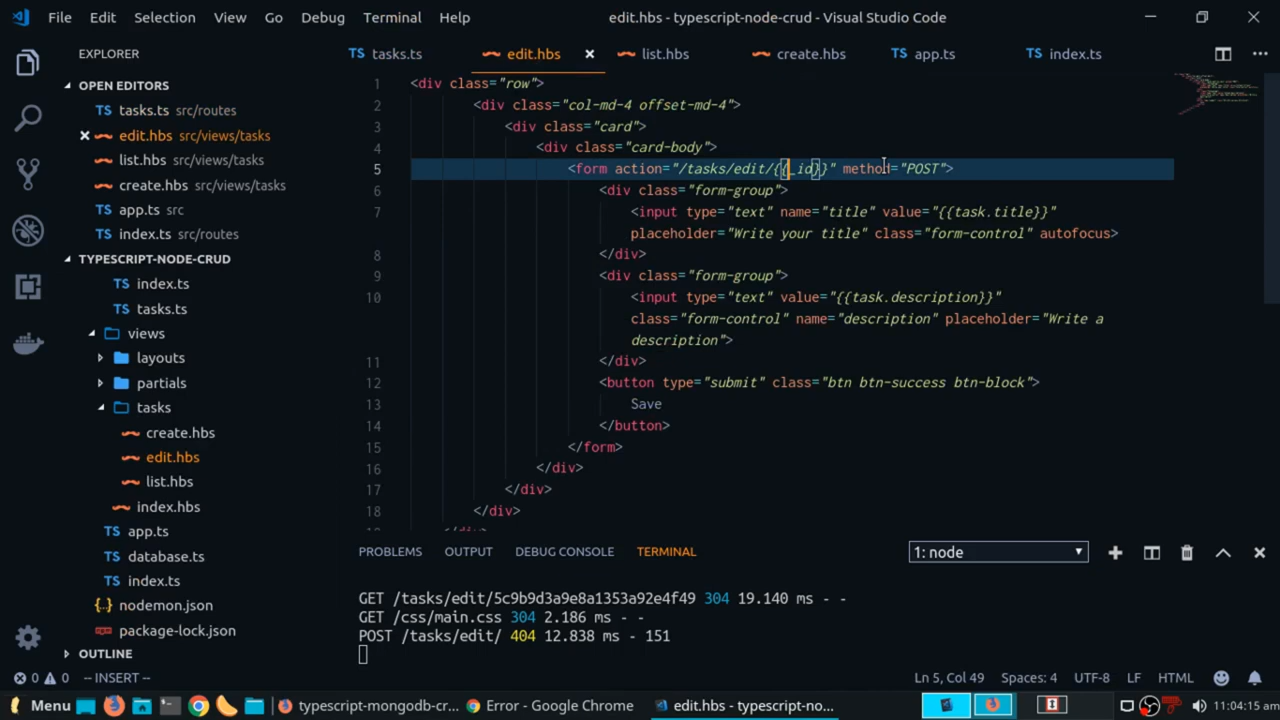 File Edit Selection View Go Debug Terminal Help
edit.hbs - typescript-node-crud - Visual Studio Code
EXPLORER
OPEN EDITORS
TS tasks.ts src/routes
edit.hbs src/views/tasks
list.hbs src/views/tasks
TS app.ts src
TS index.ts src/routes
TYPESCRIPT-NODE-CRUD
TS index.ts
TS tasks.ts
views
layouts
partials
tasks
create.hbs
edit.hbs
list.hbs
index.hbs
TS app.ts
TS database.ts
TS index.ts
{·} nodemon.json
package-lock.json
OUTLINE
TS tasks.ts edit.hbs list.hbs create.hbs TS app.ts TS index.ts
1 <div class="row">
2 <div class="col-md-4 offset-md-4">
3 <div class="card">
4 <div class="card-body">
5 <form action="/tasks/edit/{{_id}}" method="POST">
6 <div class="form-group">
7 <input type="text" name="title" value="{{task.title}}"
placeholder="Write your title" class="form-control" autofocus>
8 </div>
9 <div class="form-group">
10 <input type="text" value="{{task.description}}"
class="form-control" name="description" placeholder="Write a
description">
11 </div>
12 <button type="submit" class="btn btn-success btn-block">
13 Save
14 </button>
15 </form>
16 </div>
17 </div>
18 </div>
19 </div>
PROBLEMS OUTPUT DEBUG CONSOLE TERMINAL
1: node
GET /tasks/edit/5c9b9d3a9e8a1353a92e4f49 304 19.140 ms - -
GET /css/main.css 304 2.186 ms - -
POST /tasks/edit/ 404 12.838 ms - 151
0 0 -- INSERT --
Ln 5, Col 49 Spaces: 4 UTF-8 LF HTML
Menu typescript-mongodb-cr... Error - Google Chrome edit.hbs - typescript-no... 11:04:15 am